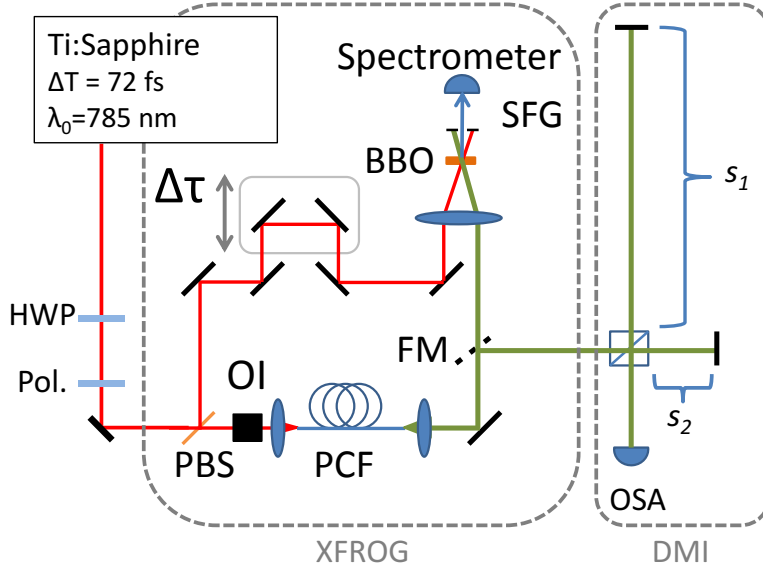 Ti:Sapphire
ΔT = 72 fs
λ₀=785 nm
Spectrometer
SFG
BBO
Δτ
s₁
HWP
FM
Pol.
OI
s₂
PBS
PCF
OSA
XFROG
DMI